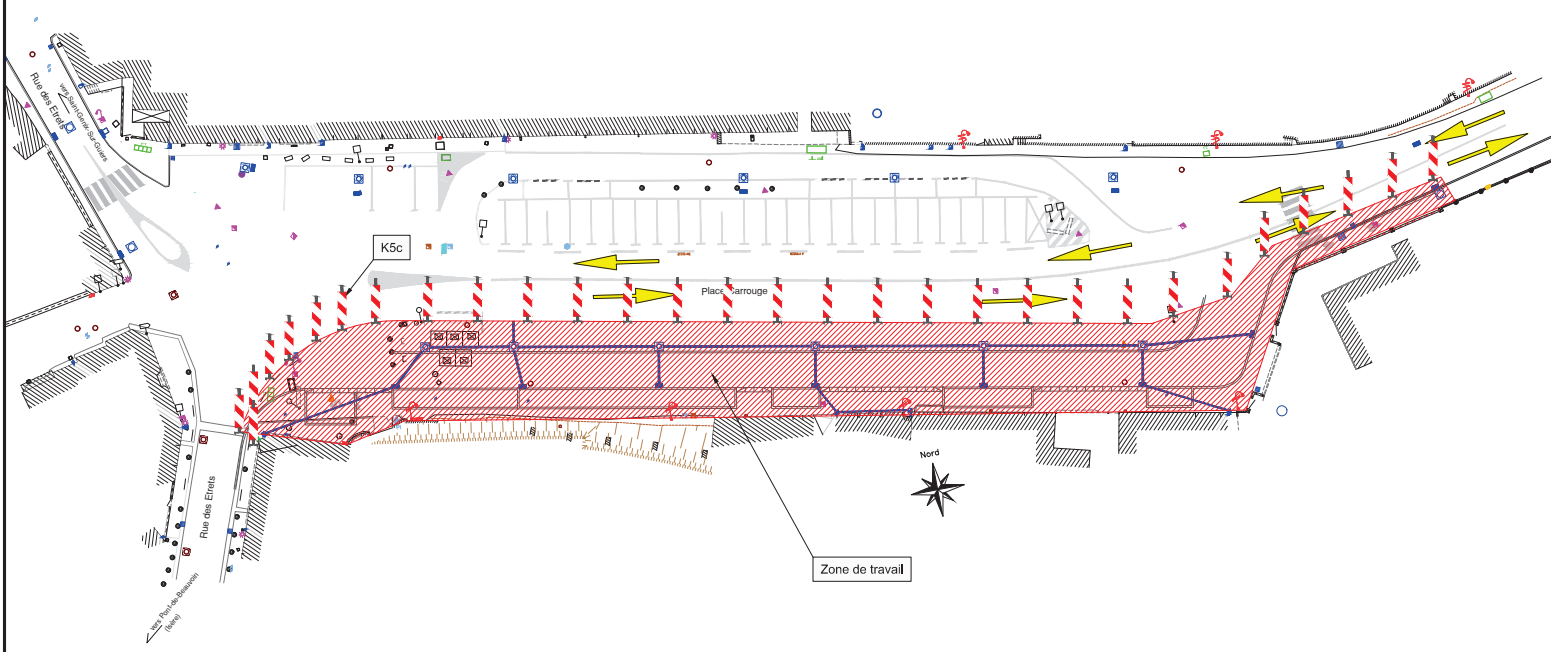 Rue des Etrets
vers Saint-Genix-Sur-Guiers
K5c
Place Carrouge
Nord
Rue des Etrets
Zone de travail
vers Pont-de-Beauvoin
(Isère)